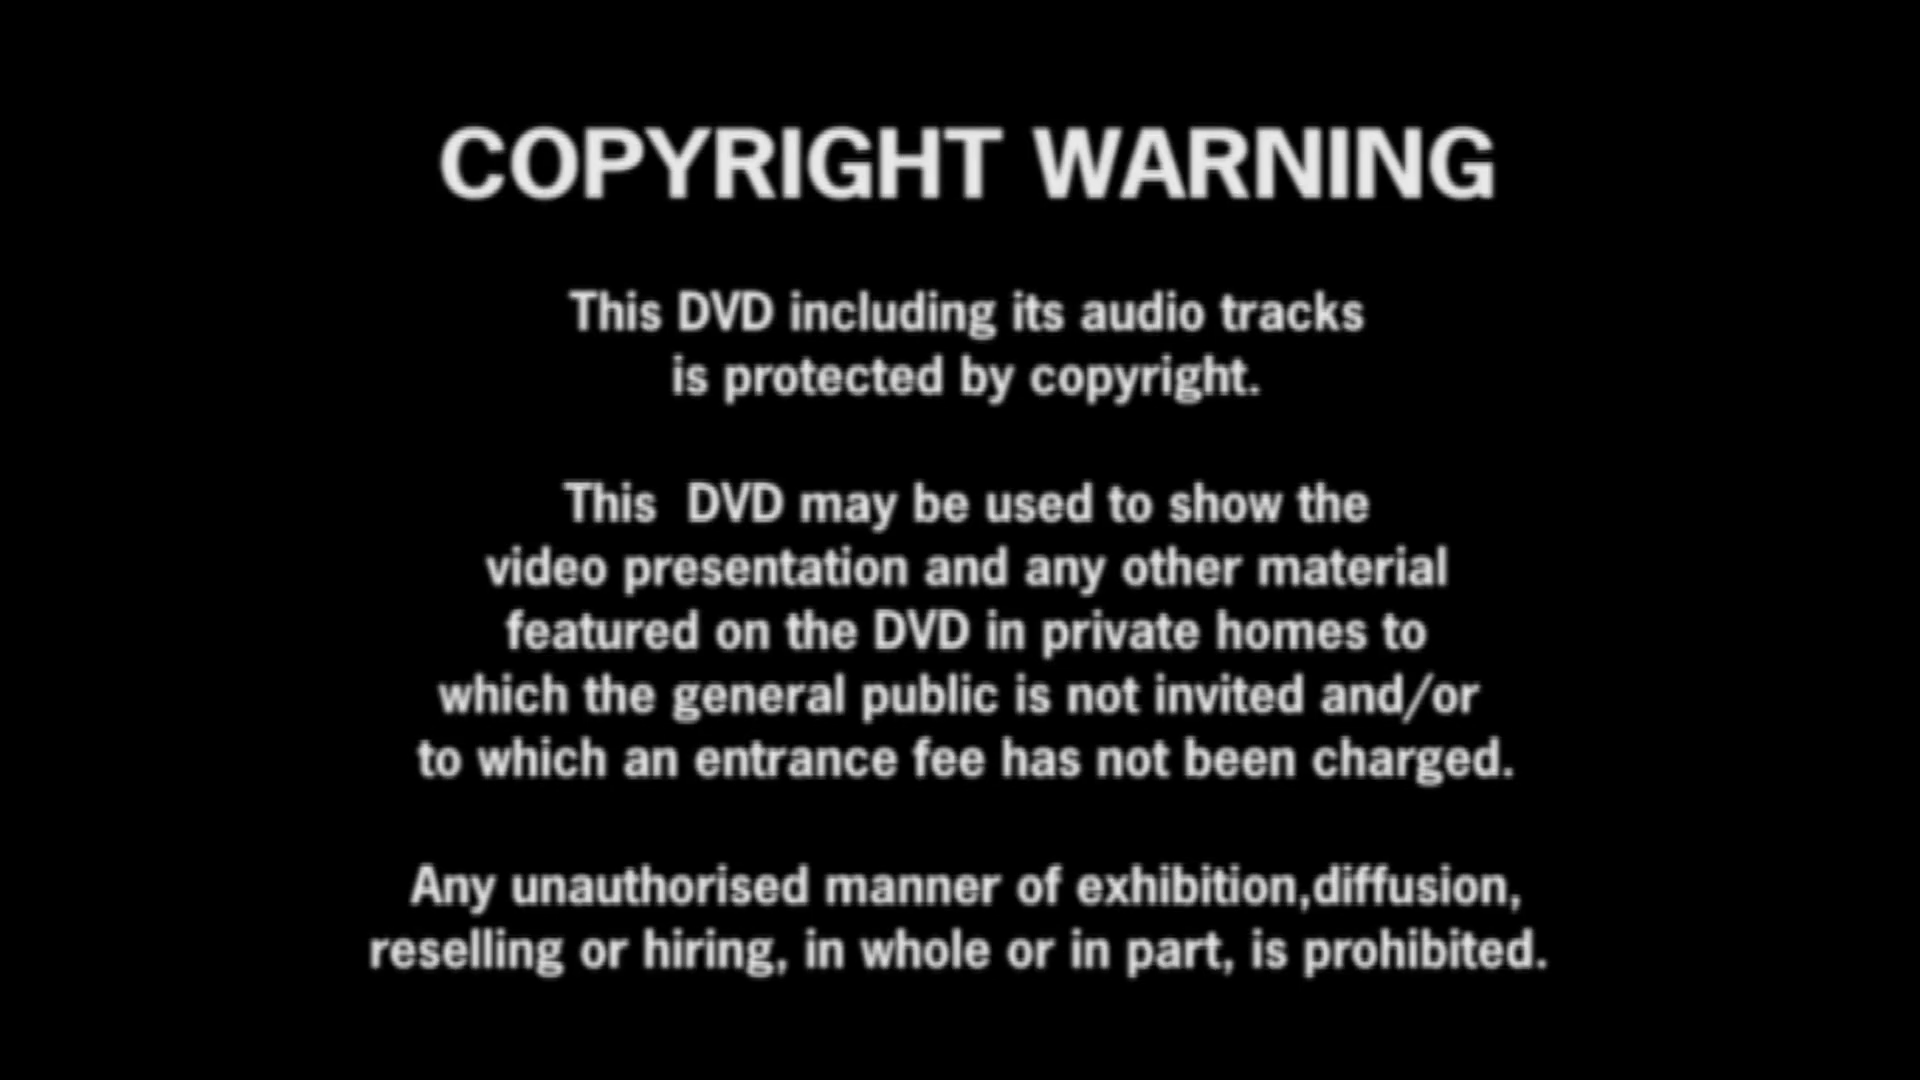 COPYRIGHT WARNING
This DVD including its audio tracks
is protected by copyright.
This  DVD may be used to show the
video presentation and any other material
featured on the DVD in private homes to
which the general public is not invited and/or
to which an entrance fee has not been charged.
Any unauthorised manner of exhibition,diffusion,
reselling or hiring, in whole or in part, is prohibited.